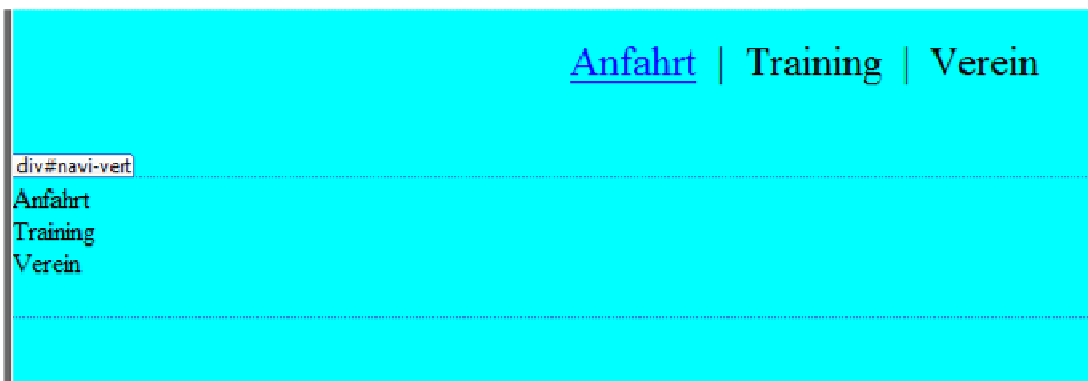 Anfahrt | Training | Verein
div#navi-vert
Anfahrt
Training
Verein